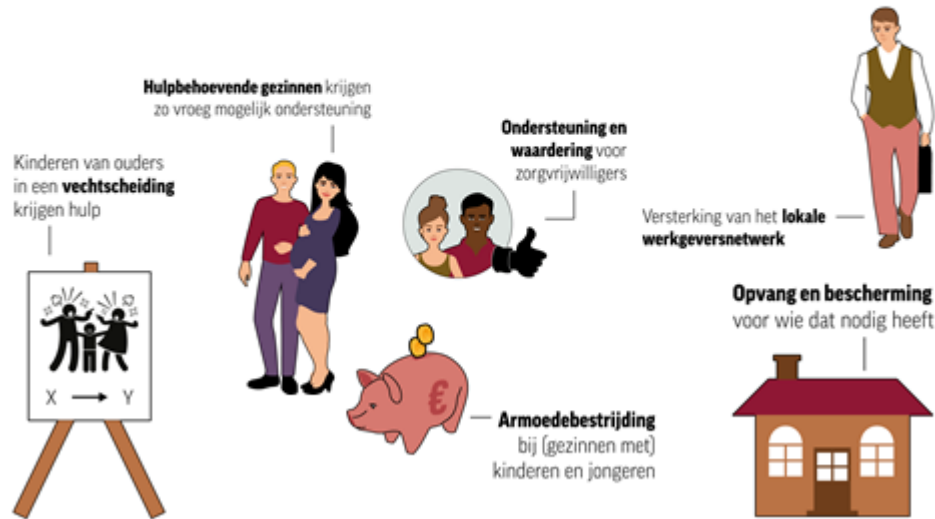 Hulpbehoevende gezinnen krijgen
zo vroeg mogelijk ondersteuning
Kinderen van ouders
in een vechtscheiding
krijgen hulp
Ondersteuning en
waardering voor
zorgvrijwilligers
Versterking van het lokale
werkgeversnetwerk
Opvang en bescherming
voor wie dat nodig heeft
X → Y
€
Armoedebestrijding
bij (gezinnen met)
kinderen en jongeren